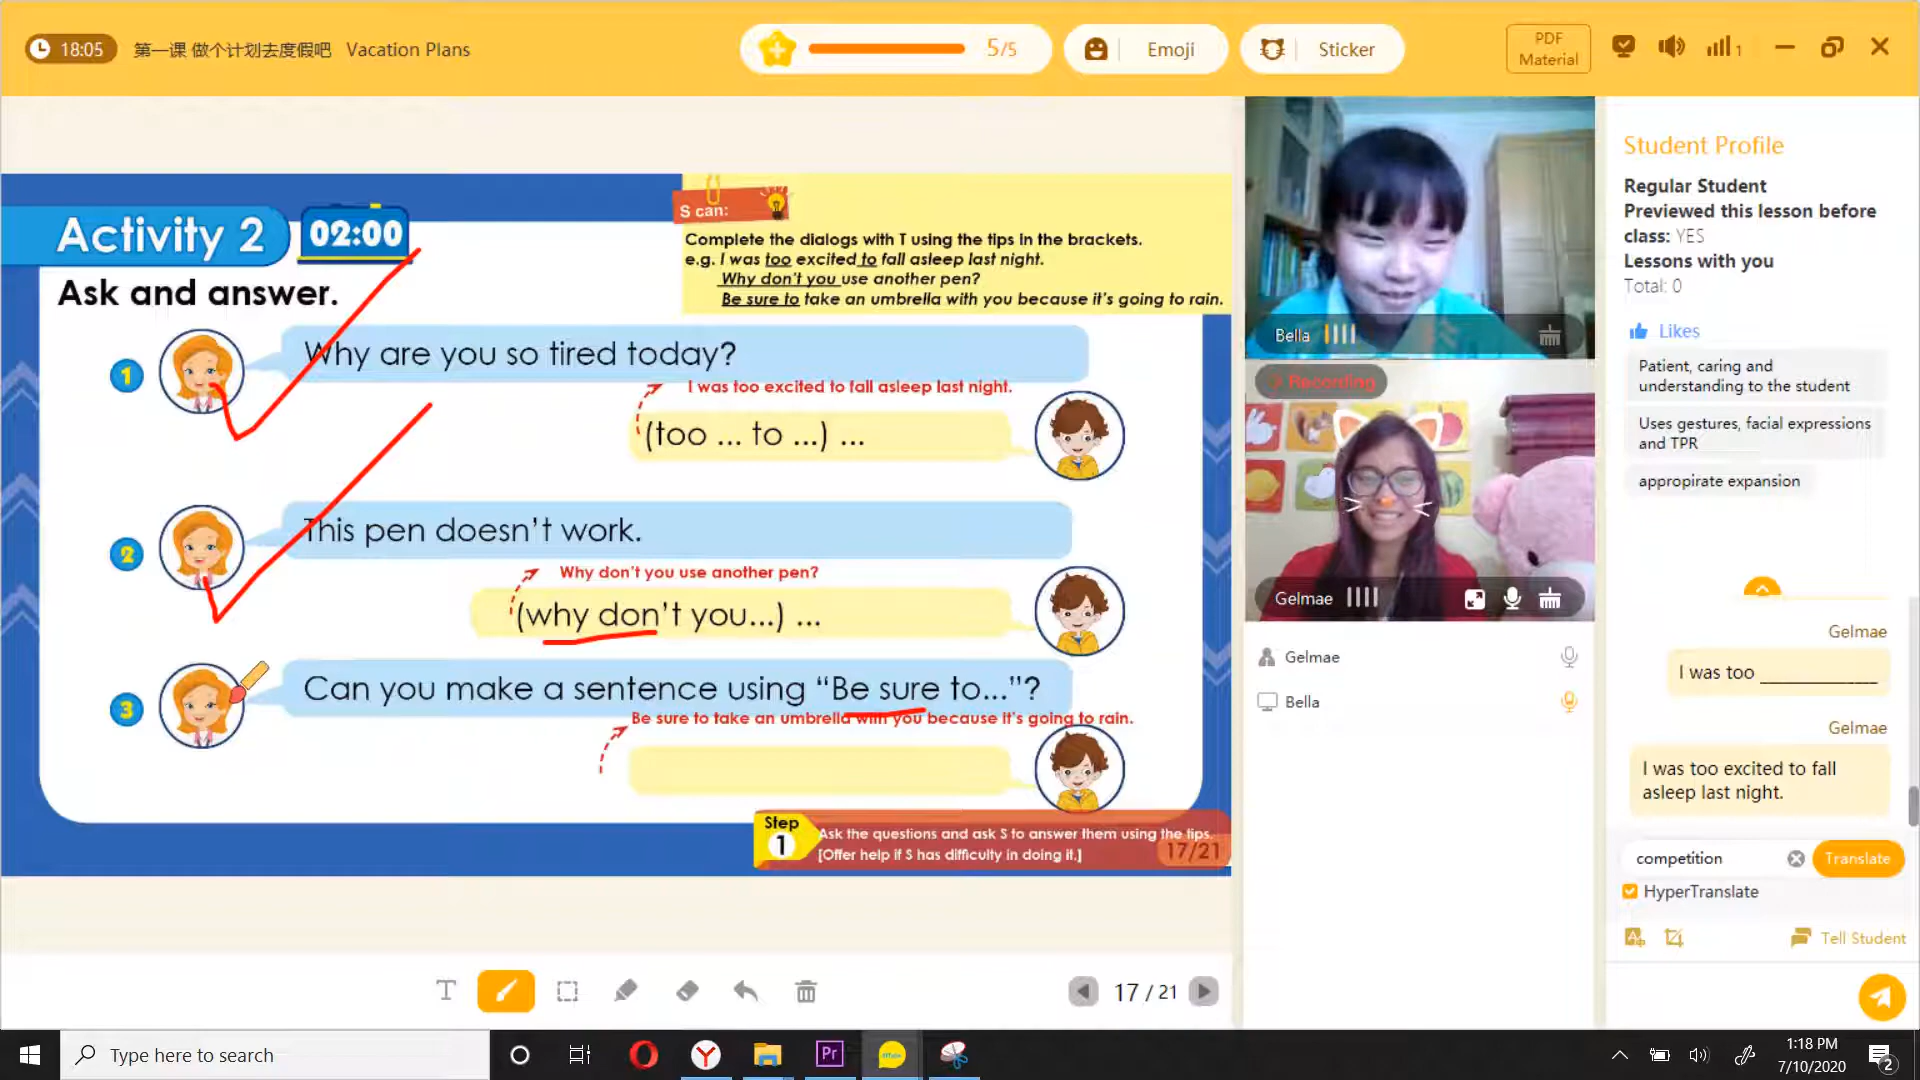 18:05 第一课 做个计划去度假吧 Vacation Plans
5/5
Emoji
Sticker
PDF
Material
1
Activity 2
02:00
Ask and answer.
S can:
Complete the dialogs with T using the tips in the brackets.
e.g. I was too excited to fall asleep last night.
Why don't you use another pen?
Be sure to take an umbrella with you because it's going to rain.
1
Why are you so tired today?
I was too excited to fall asleep last night.
(too ... to ...) ...
2
This pen doesn't work.
Why don't you use another pen?
(why don't you...) ...
3
Can you make a sentence using “Be sure to...”?
Be sure to take an umbrella with you because it's going to rain.
Step
1
Ask the questions and ask S to answer them using the tips.
[Offer help if S has difficulty in doing it.]
17/21
T
17 / 21
Bella
Recording
Gelmae
Gelmae
Bella
Student Profile
Regular Student
Previewed this lesson before
class: YES
Lessons with you
Total: 0
Likes
Patient, caring and
understanding to the student
Uses gestures, facial expressions
and TPR
appropirate expansion
Gelmae
I was too ____________
Gelmae
I was too excited to fall
asleep last night.
competition
Translate
HyperTranslate
Tell Student
Type here to search
Pr
1:18 PM
7/10/2020
2